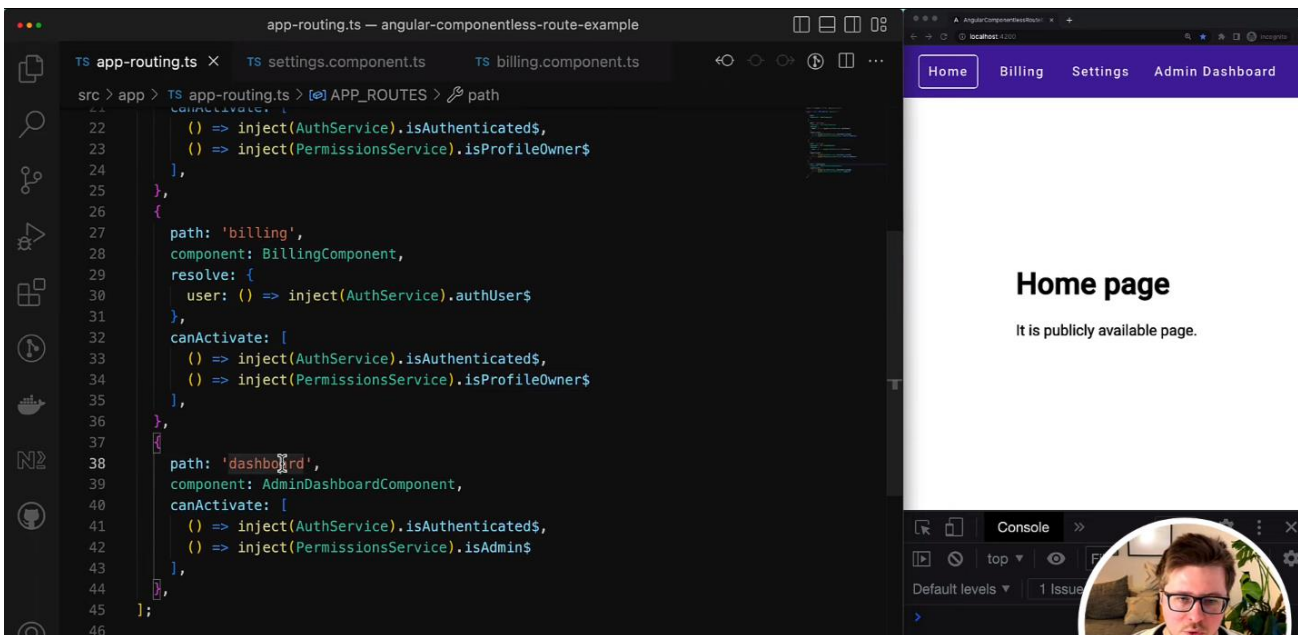 app-routing.ts — angular-componentless-route-example
TS app-routing.ts ×
TS settings.component.ts
TS billing.component.ts
src > app > TS app-routing.ts > APP_ROUTES > path
21 canActivate: [
22 () => inject(AuthService).isAuthenticated$,
23 () => inject(PermissionsService).isProfileOwner$
24 ],
25 },
26 {
27 path: 'billing',
28 component: BillingComponent,
29 resolve: {
30 user: () => inject(AuthService).authUser$
31 },
32 canActivate: [
33 () => inject(AuthService).isAuthenticated$,
34 () => inject(PermissionsService).isProfileOwner$
35 ],
36 },
37 {
38 path: 'dashboard',
39 component: AdminDashboardComponent,
40 canActivate: [
41 () => inject(AuthService).isAuthenticated$,
42 () => inject(PermissionsService).isAdmin$
43 ],
44 },
45 ];
46
localhost:4200
Incognito
Home
Billing
Settings
Admin Dashboard
Home page
It is publicly available page.
Console
top
Default levels
1 Issue